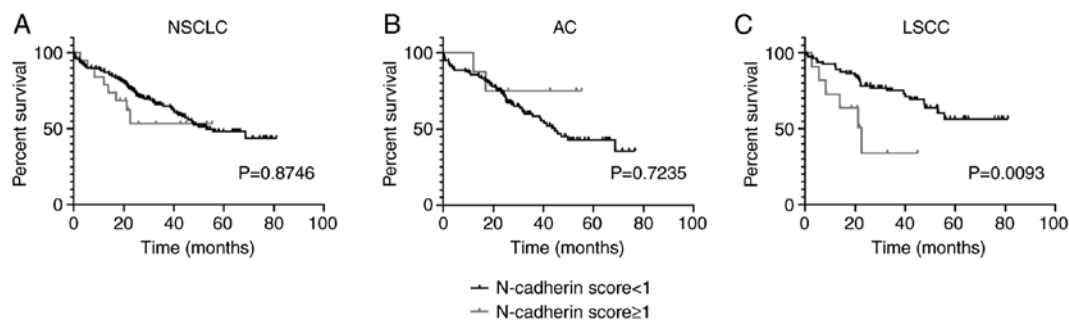 A
NSCLC
Percent survival
100
50
0
0 20 40 60 80 100
Time (months)
P=0.8746
B
AC
Percent survival
100
50
0
0 20 40 60 80 100
Time (months)
P=0.7235
C
LSCC
Percent survival
100
50
0
0 20 40 60 80 100
Time (months)
P=0.0093
N-cadherin score<1
N-cadherin score≥1